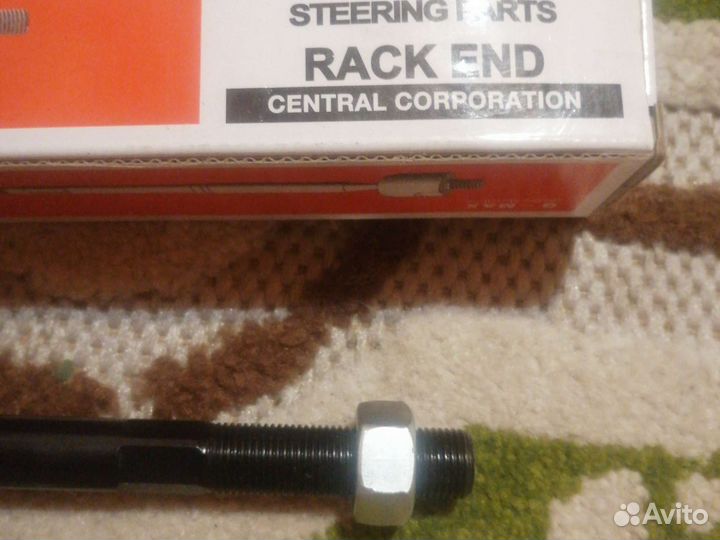 STEERING PARTS
RACK END
CENTRAL CORPORATION
Avito